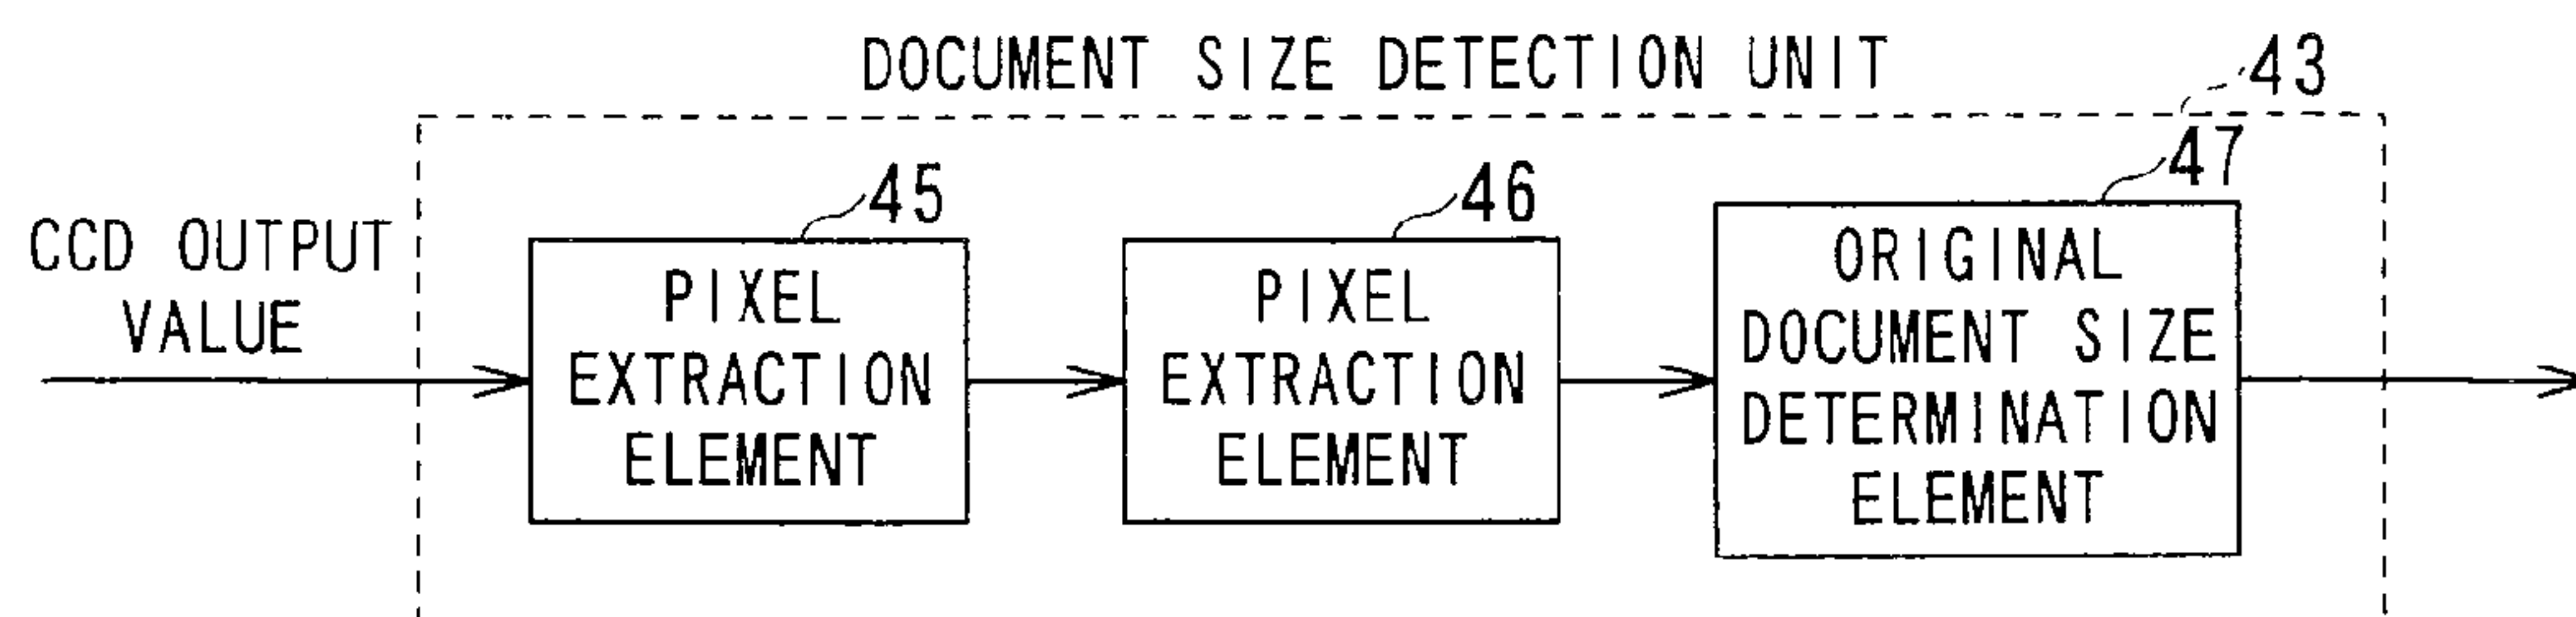 DOCUMENT SIZE DETECTION UNIT
43
CCD OUTPUT
VALUE
45
PIXEL
EXTRACTION
ELEMENT
46
PIXEL
EXTRACTION
ELEMENT
47
ORIGINAL
DOCUMENT SIZE
DETERMINATION
ELEMENT